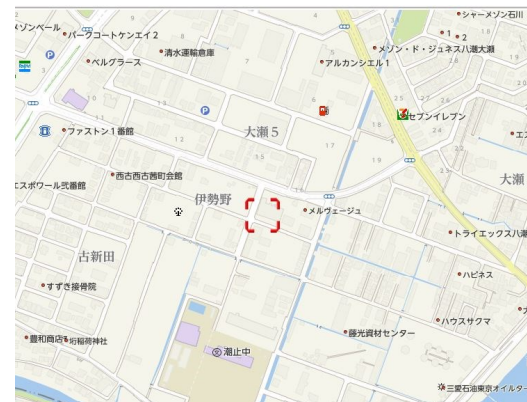 シャーメゾン石川
メゾンベール
パークコートケンエイ2
1
2
清水運輸倉庫
メゾン・ド・ジュネス八潮大瀬
ベルグラース
アルカンシエル1
セブンイレブン
ファストン1番館
大瀬5
西古西古茜町会館
大瀬
エスポワール弐番館
伊勢野
メルヴェージュ
トライエックス八潮
古新田
ハピネス
すずき接骨院
ハウスサクマ
豊和商店
垳稲荷神社
藤光資材センター
潮止中
三愛石油東京オイルター